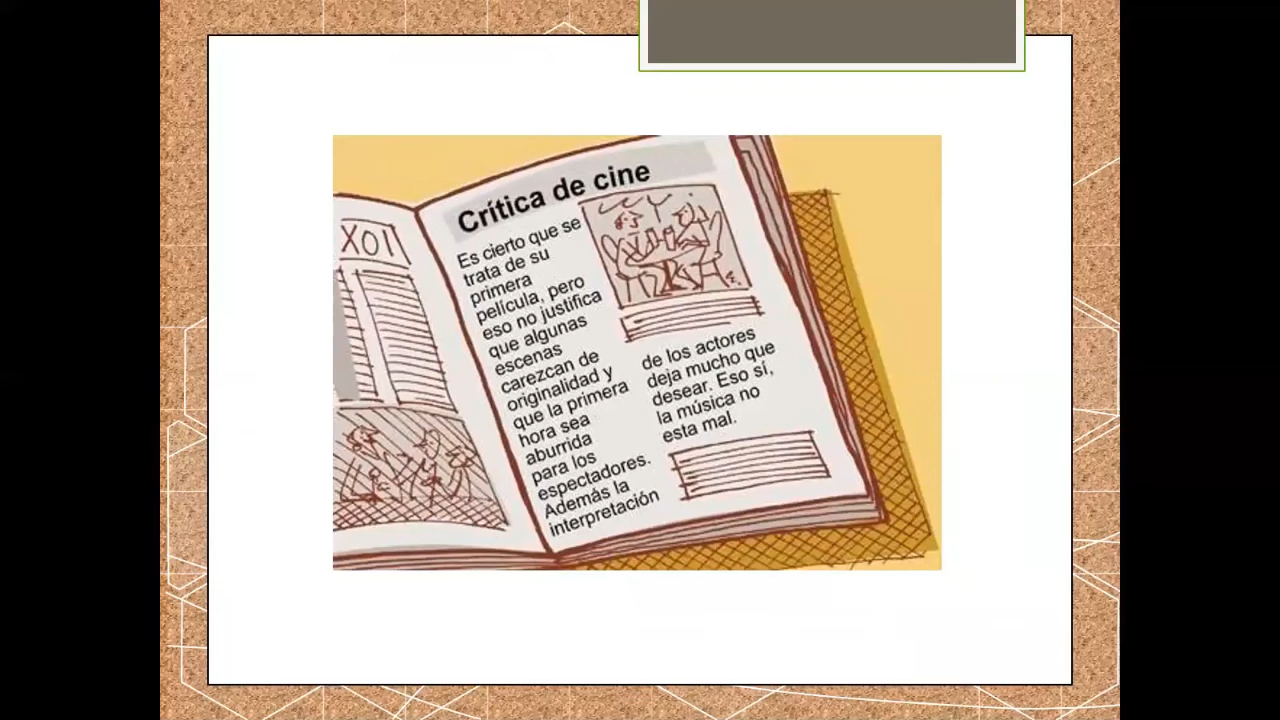 XOI
Crítica de cine
Es cierto que se
trata de su
primera
película, pero
eso no justifica
que algunas
escenas
carezcan de
originalidad y
que la primera
hora sea
aburrida
para los
espectadores.
Además la
interpretación
de los actores
deja mucho que
desear. Eso sí,
la música no
esta mal.